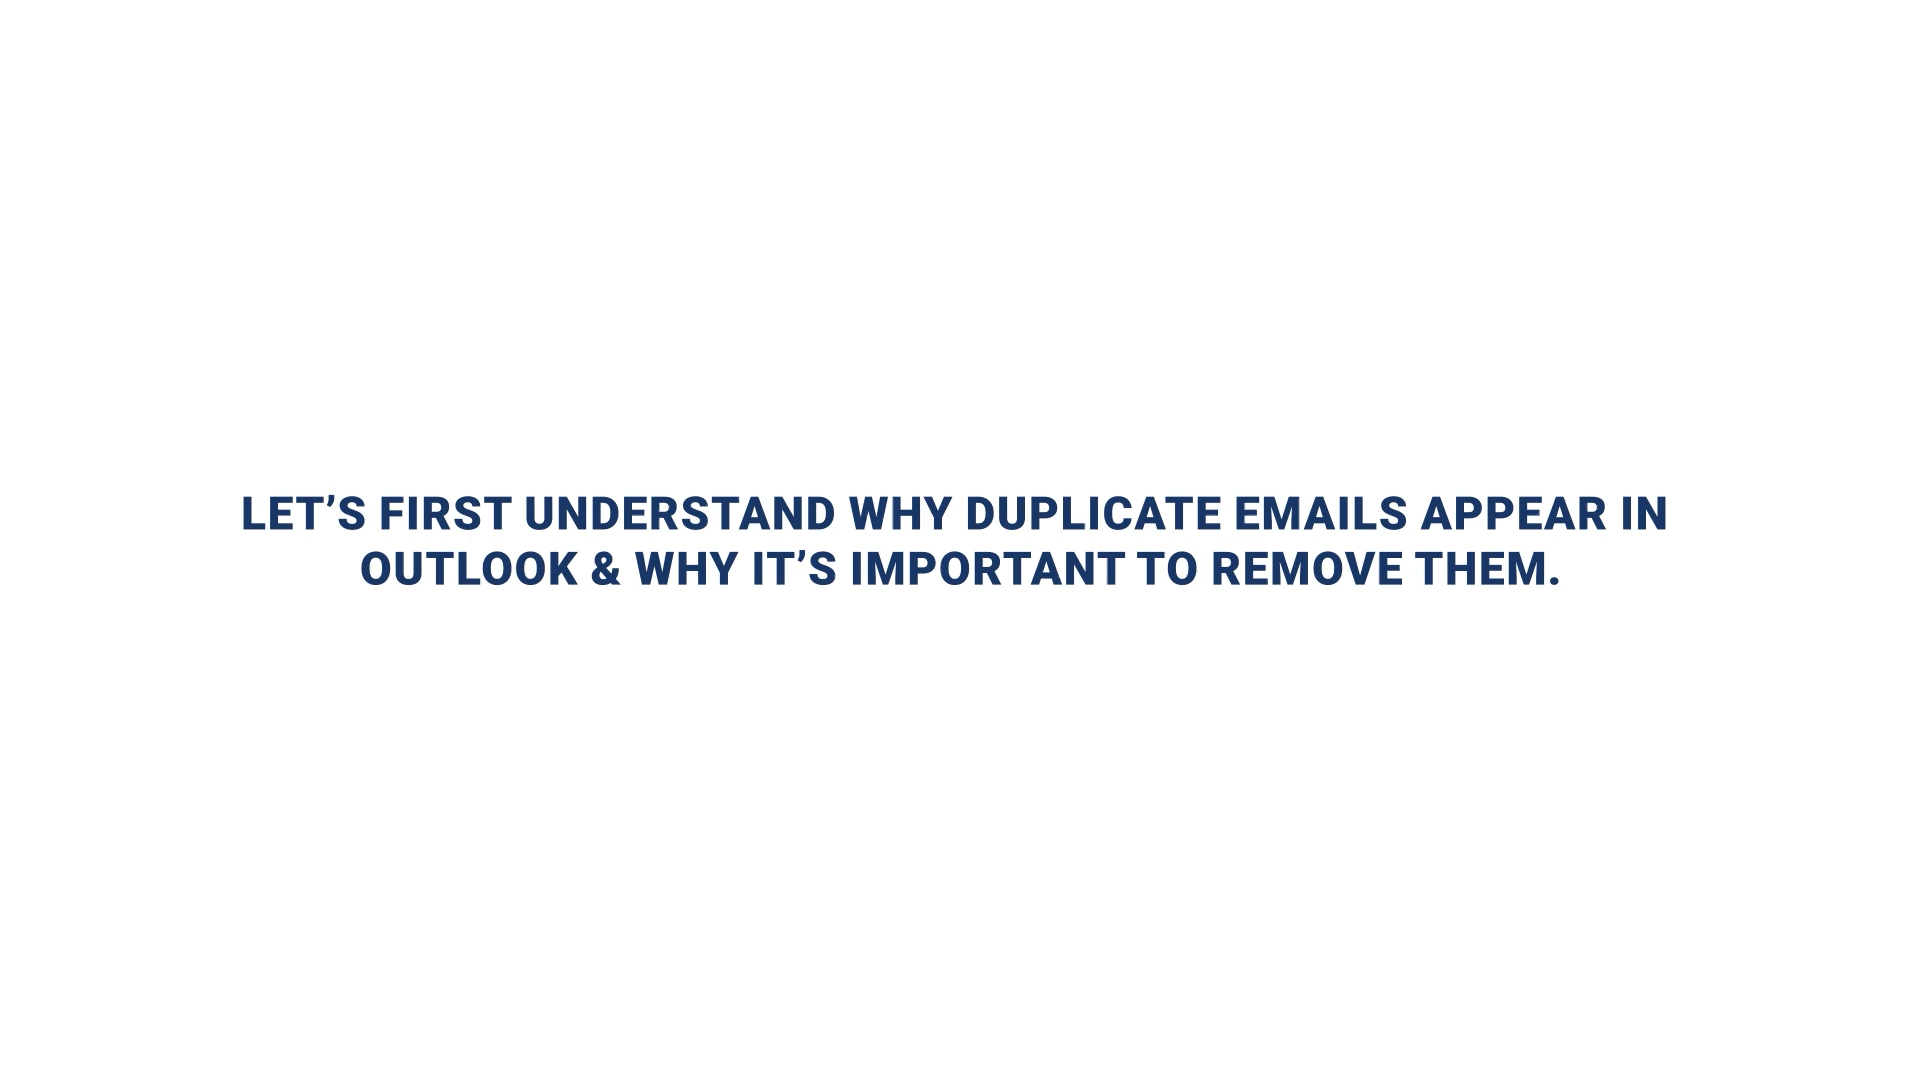 LET’S FIRST UNDERSTAND WHY DUPLICATE EMAILS APPEAR IN
OUTLOOK & WHY IT’S IMPORTANT TO REMOVE THEM.